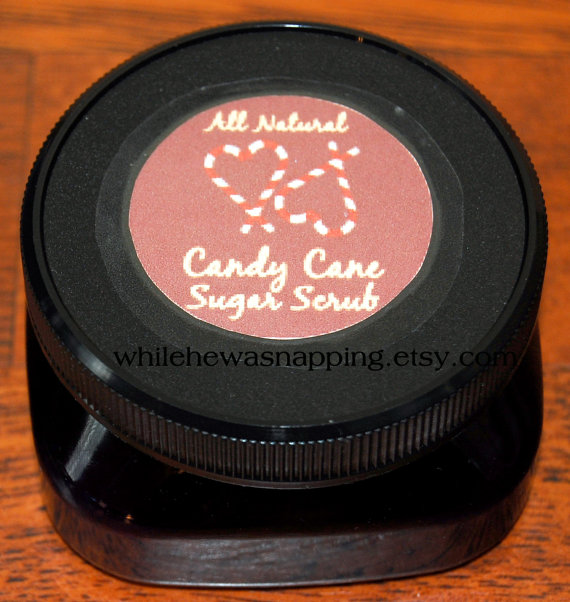 All Natural
Candy Cane
Sugar Scrub
whilehewasnapping.etsy.com